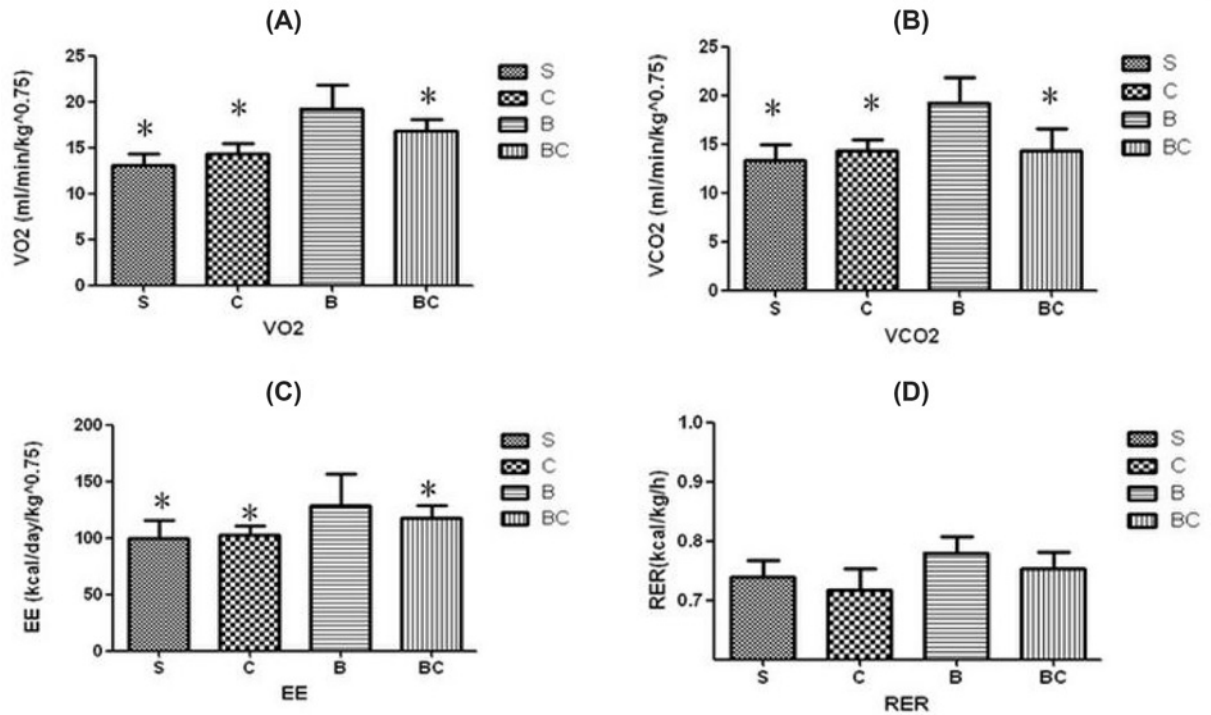 (A)
VO2 (ml/min/kg^0.75)
25
20
15
10
5
0
*
*
*
S
C
B
BC
VO2
S
C
B
BC
(B)
VCO2 (ml/min/kg^0.75)
25
20
15
10
5
0
*
*
*
S
C
B
BC
VCO2
S
C
B
BC
(C)
EE (kcal/day/kg^0.75)
200
150
100
50
0
*
*
*
S
C
B
BC
EE
S
C
B
BC
(D)
RER(kcal/kg/h)
1.0
0.9
0.8
0.7
S
C
B
BC
RER
S
C
B
BC